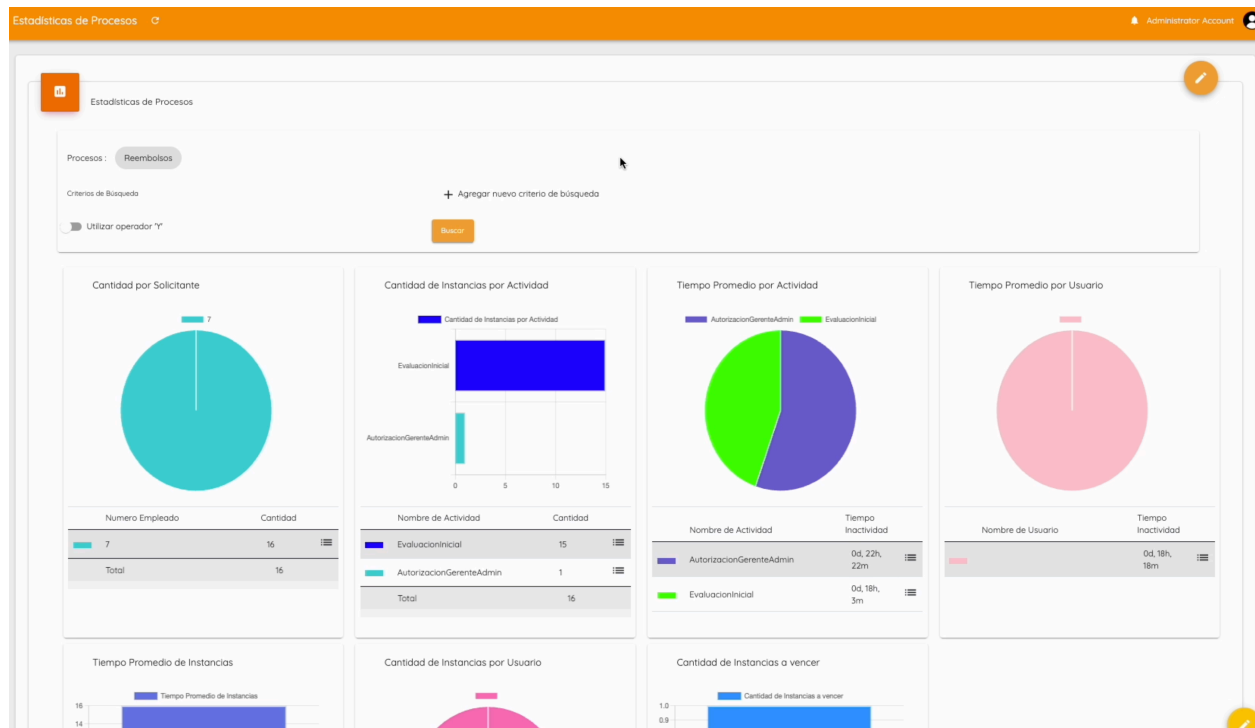 Estadísticas de Procesos
Administrator Account
Estadísticas de Procesos
Procesos :
Reembolsos
Criterios de Búsqueda
+ Agregar nuevo criterio de búsqueda
Utilizar operador 'Y'
Buscar
Cantidad por Solicitante
7
Numero Empleado Cantidad
7 16
Total 16
Cantidad de Instancias por Actividad
Cantidad de Instancias por Actividad
EvaluacionInicial
AutorizacionGerenteAdmin
0 5 10 15
Nombre de Actividad Cantidad
EvaluacionInicial 15
AutorizacionGerenteAdmin 1
Total 16
Tiempo Promedio por Actividad
AutorizacionGerenteAdmin EvaluacionInicial
Nombre de Actividad Tiempo
Inactividad
AutorizacionGerenteAdmin 0d, 22h,
22m
EvaluacionInicial 0d, 18h,
3m
Tiempo Promedio por Usuario
Nombre de Usuario Tiempo
Inactividad
0d, 18h,
18m
Tiempo Promedio de Instancias
Tiempo Promedio de Instancias
16
14
Cantidad de Instancias por Usuario
Cantidad de Instancias a vencer
Cantidad de Instancias a vencer
1.0
0.9